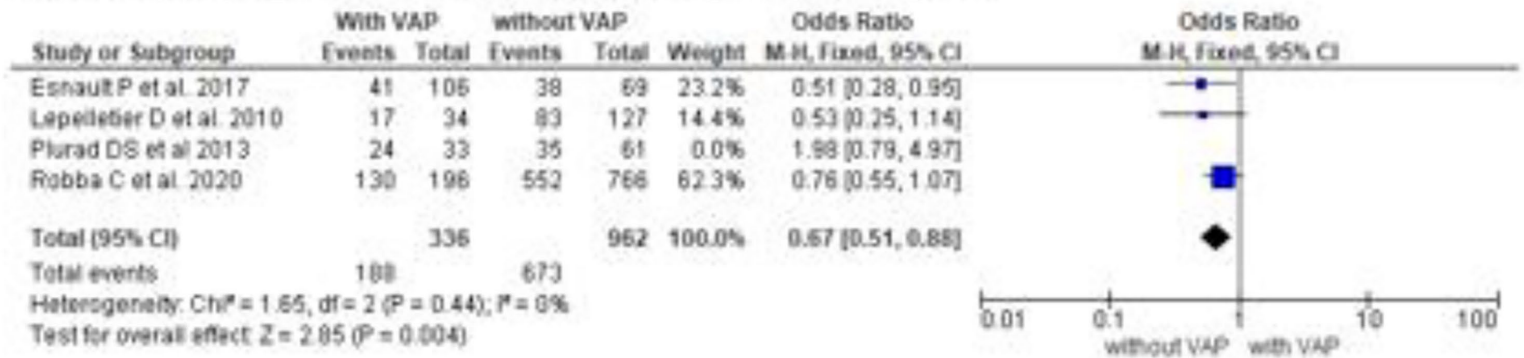 With VAP without VAP Odds Ratio Odds Ratio
Study or Subgroup Events Total Events Total Weight M-H, Fixed, 95% CI M-H, Fixed, 95% CI
Esnault P et al. 2017 41 106 38 69 23.2% 0.51 [0.28, 0.95]
Lepelletier D et al. 2010 17 34 83 127 14.4% 0.53 [0.25, 1.14]
Plurad DS et al 2013 24 33 35 61 0.0% 1.98 [0.79, 4.97]
Robba C et al. 2020 130 196 552 766 62.3% 0.76 [0.55, 1.07]
Total (95% CI) 336 962 100.0% 0.67 [0.51, 0.88]
Total events 188 673
Heterogeneity: Chi² = 1.65, df = 2 (P = 0.44); I² = 0%
Test for overall effect: Z = 2.85 (P = 0.004)
0.01 0.1 1 10 100
without VAP with VAP